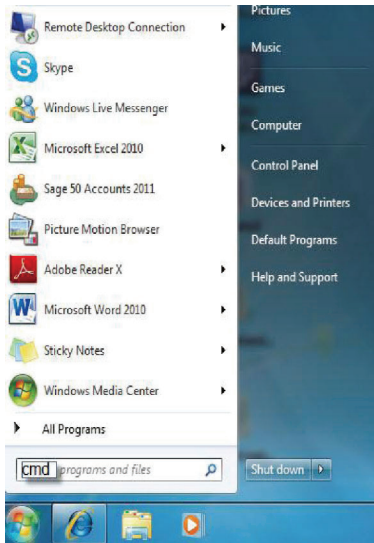 Remote Desktop Connection
Skype
Windows Live Messenger
Microsoft Excel 2010
Sage 50 Accounts 2011
Picture Motion Browser
Adobe Reader X
Microsoft Word 2010
Sticky Notes
Windows Media Center
All Programs
cmd programs and files
Pictures
Music
Games
Computer
Control Panel
Devices and Printers
Default Programs
Help and Support
Shut down